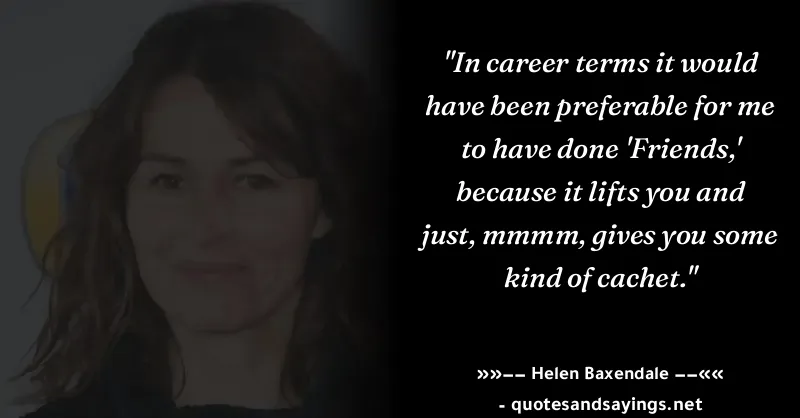 "In career terms it would
have been preferable for me
to have done 'Friends,'
because it lifts you and
just, mmmm, gives you some
kind of cachet."
»»−− Helen Baxendale −−««
- quotesandsayings.net